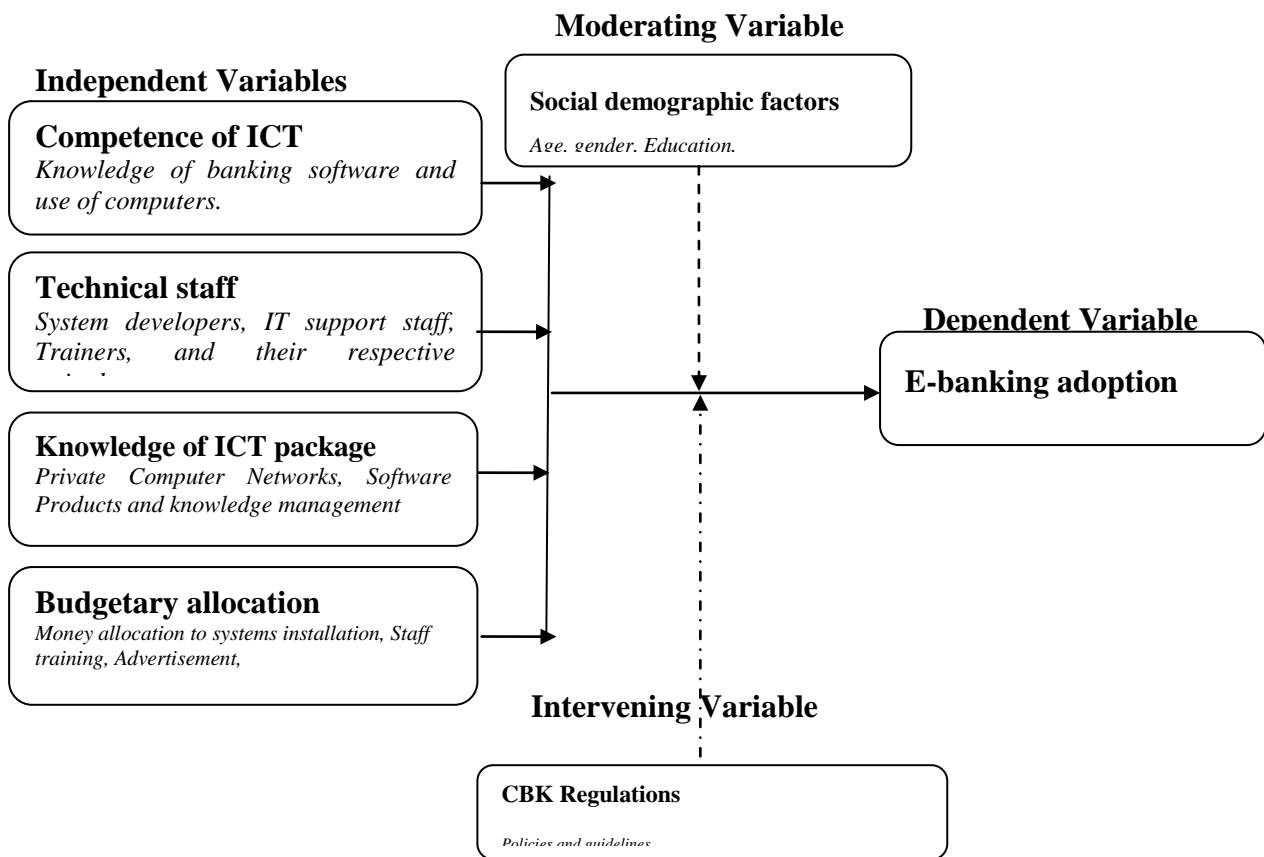 Moderating Variable
Independent Variables
Social demographic factors
Age, gender, Education,
Competence of ICT
Knowledge of banking software and
use of computers.
Technical staff
System developers, IT support staff,
Trainers, and their respective
Dependent Variable
E-banking adoption
Knowledge of ICT package
Private Computer Networks, Software
Products and knowledge management
Budgetary allocation
Money allocation to systems installation, Staff
training, Advertisement,
Intervening Variable
CBK Regulations
Policies and guidelines